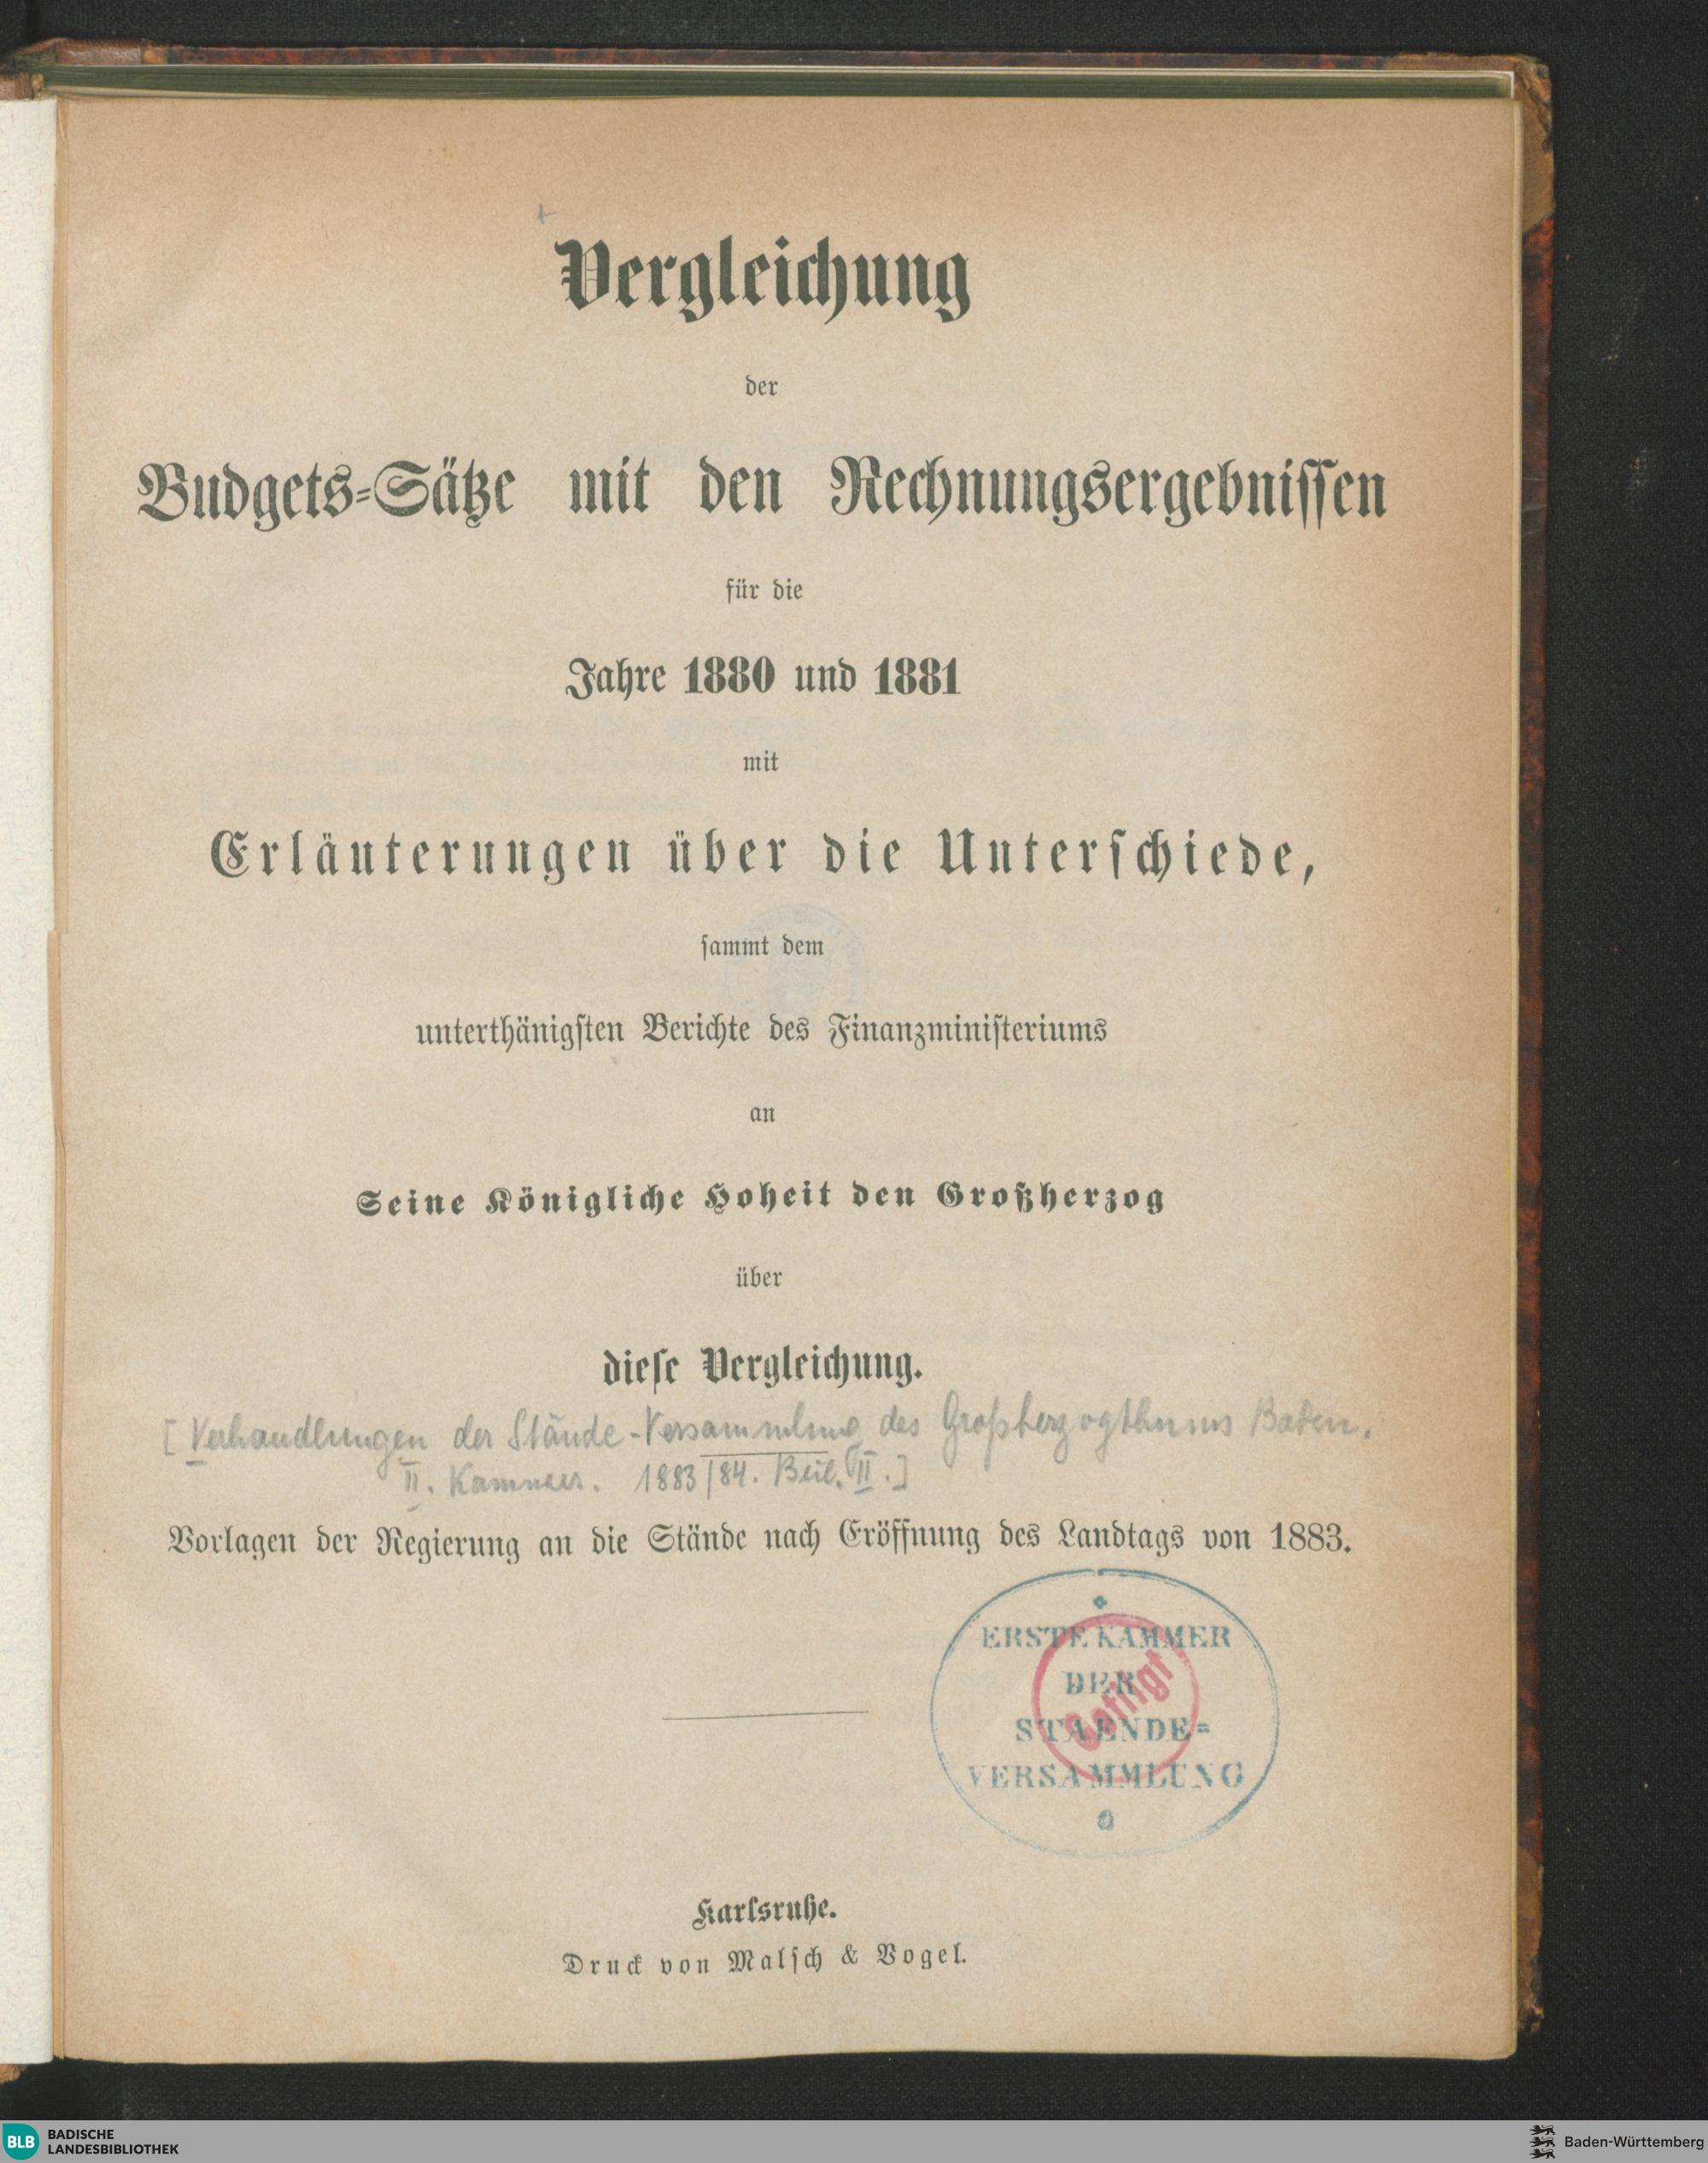 Vergleichung
der
Budgets-Sätze mit den Rechnungsergebnissen
für die
Jahre 1880 und 1881
mit
Erläuterungen über die Unterschiede,
sammt dem
unterthänigsten Berichte des Finanzministeriums
an
Seine Königliche Hoheit den Großherzog
über
diese Vergleichung.
[Verhandlungen der Stände-Versammlung des Großherzogthums Baden.
II. Kammer. 1883/84. Beil. II.]
Vorlagen der Regierung an die Stände nach Eröffnung des Landtags von 1883.
ERSTE KAMMER
DER
STAENDE=
VERSAMMLUNG
Getilgt
Karlsruhe.
Druck von Malsch & Vogel.
BLB BADISCHE
LANDESBIBLIOTHEK
Baden-Württemberg